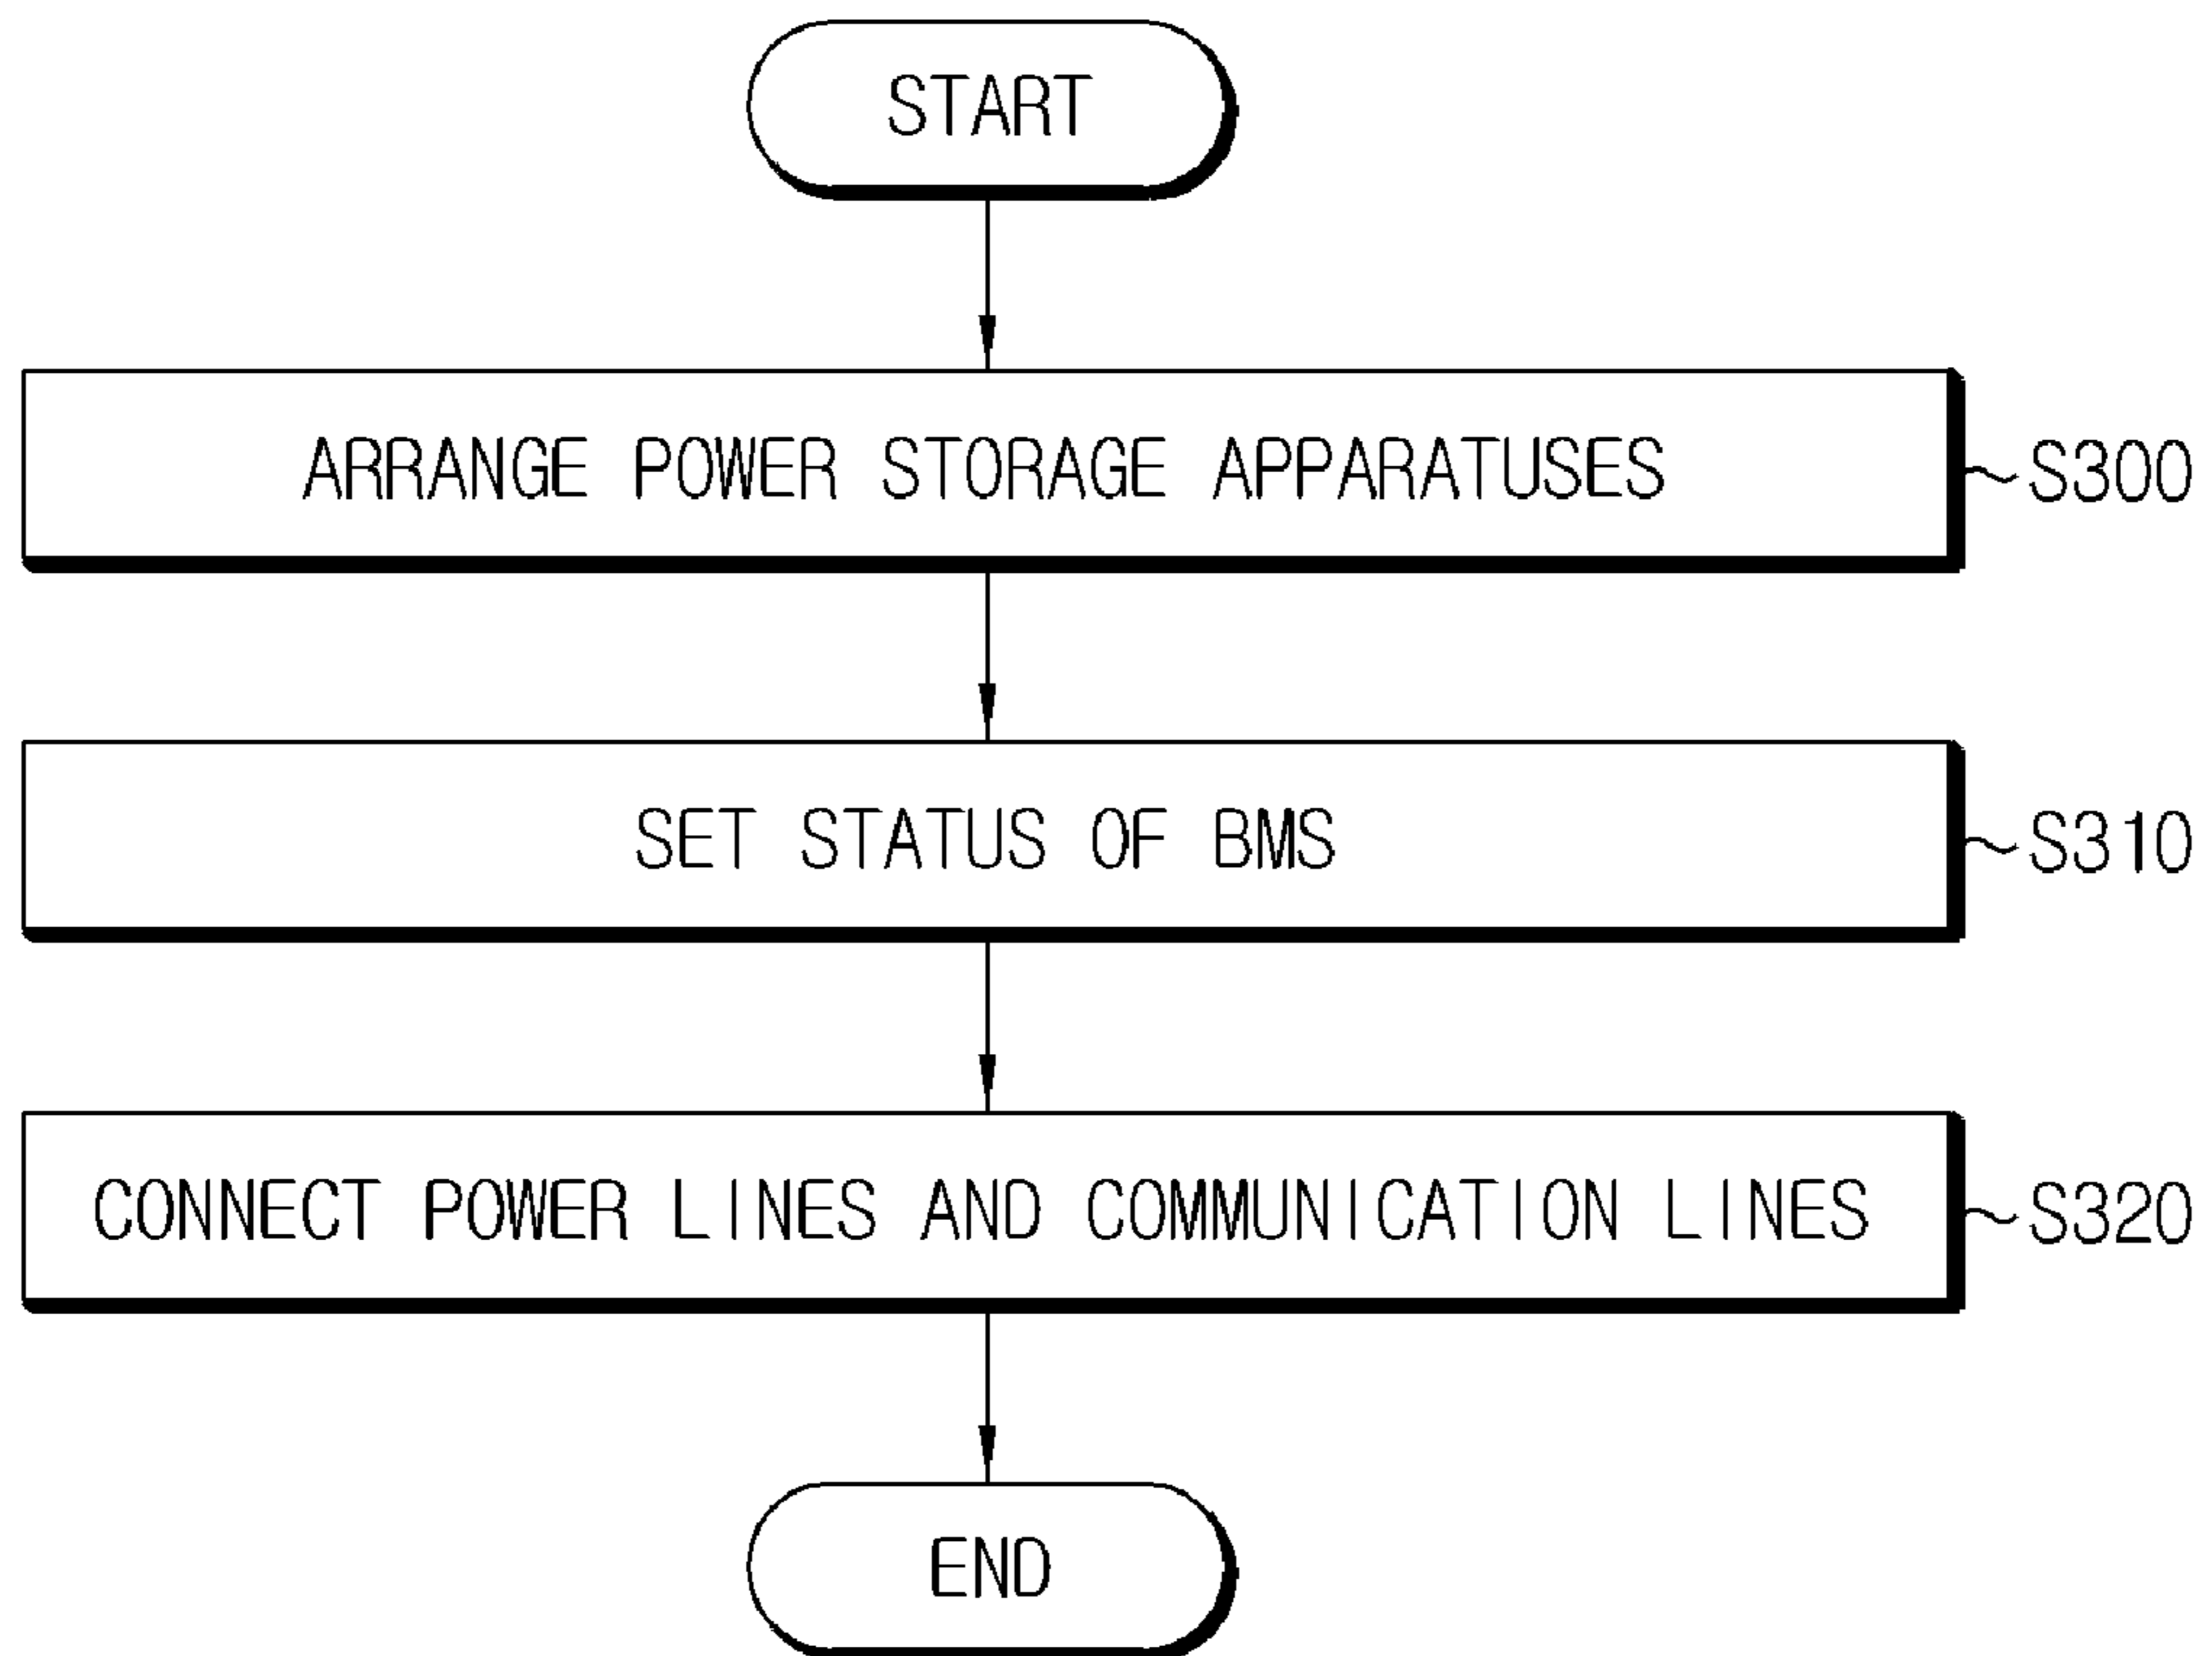 START
ARRANGE POWER STORAGE APPARATUSES
S300
SET STATUS OF BMS
S310
CONNECT POWER LINES AND COMMUNICATION LINES
S320
END